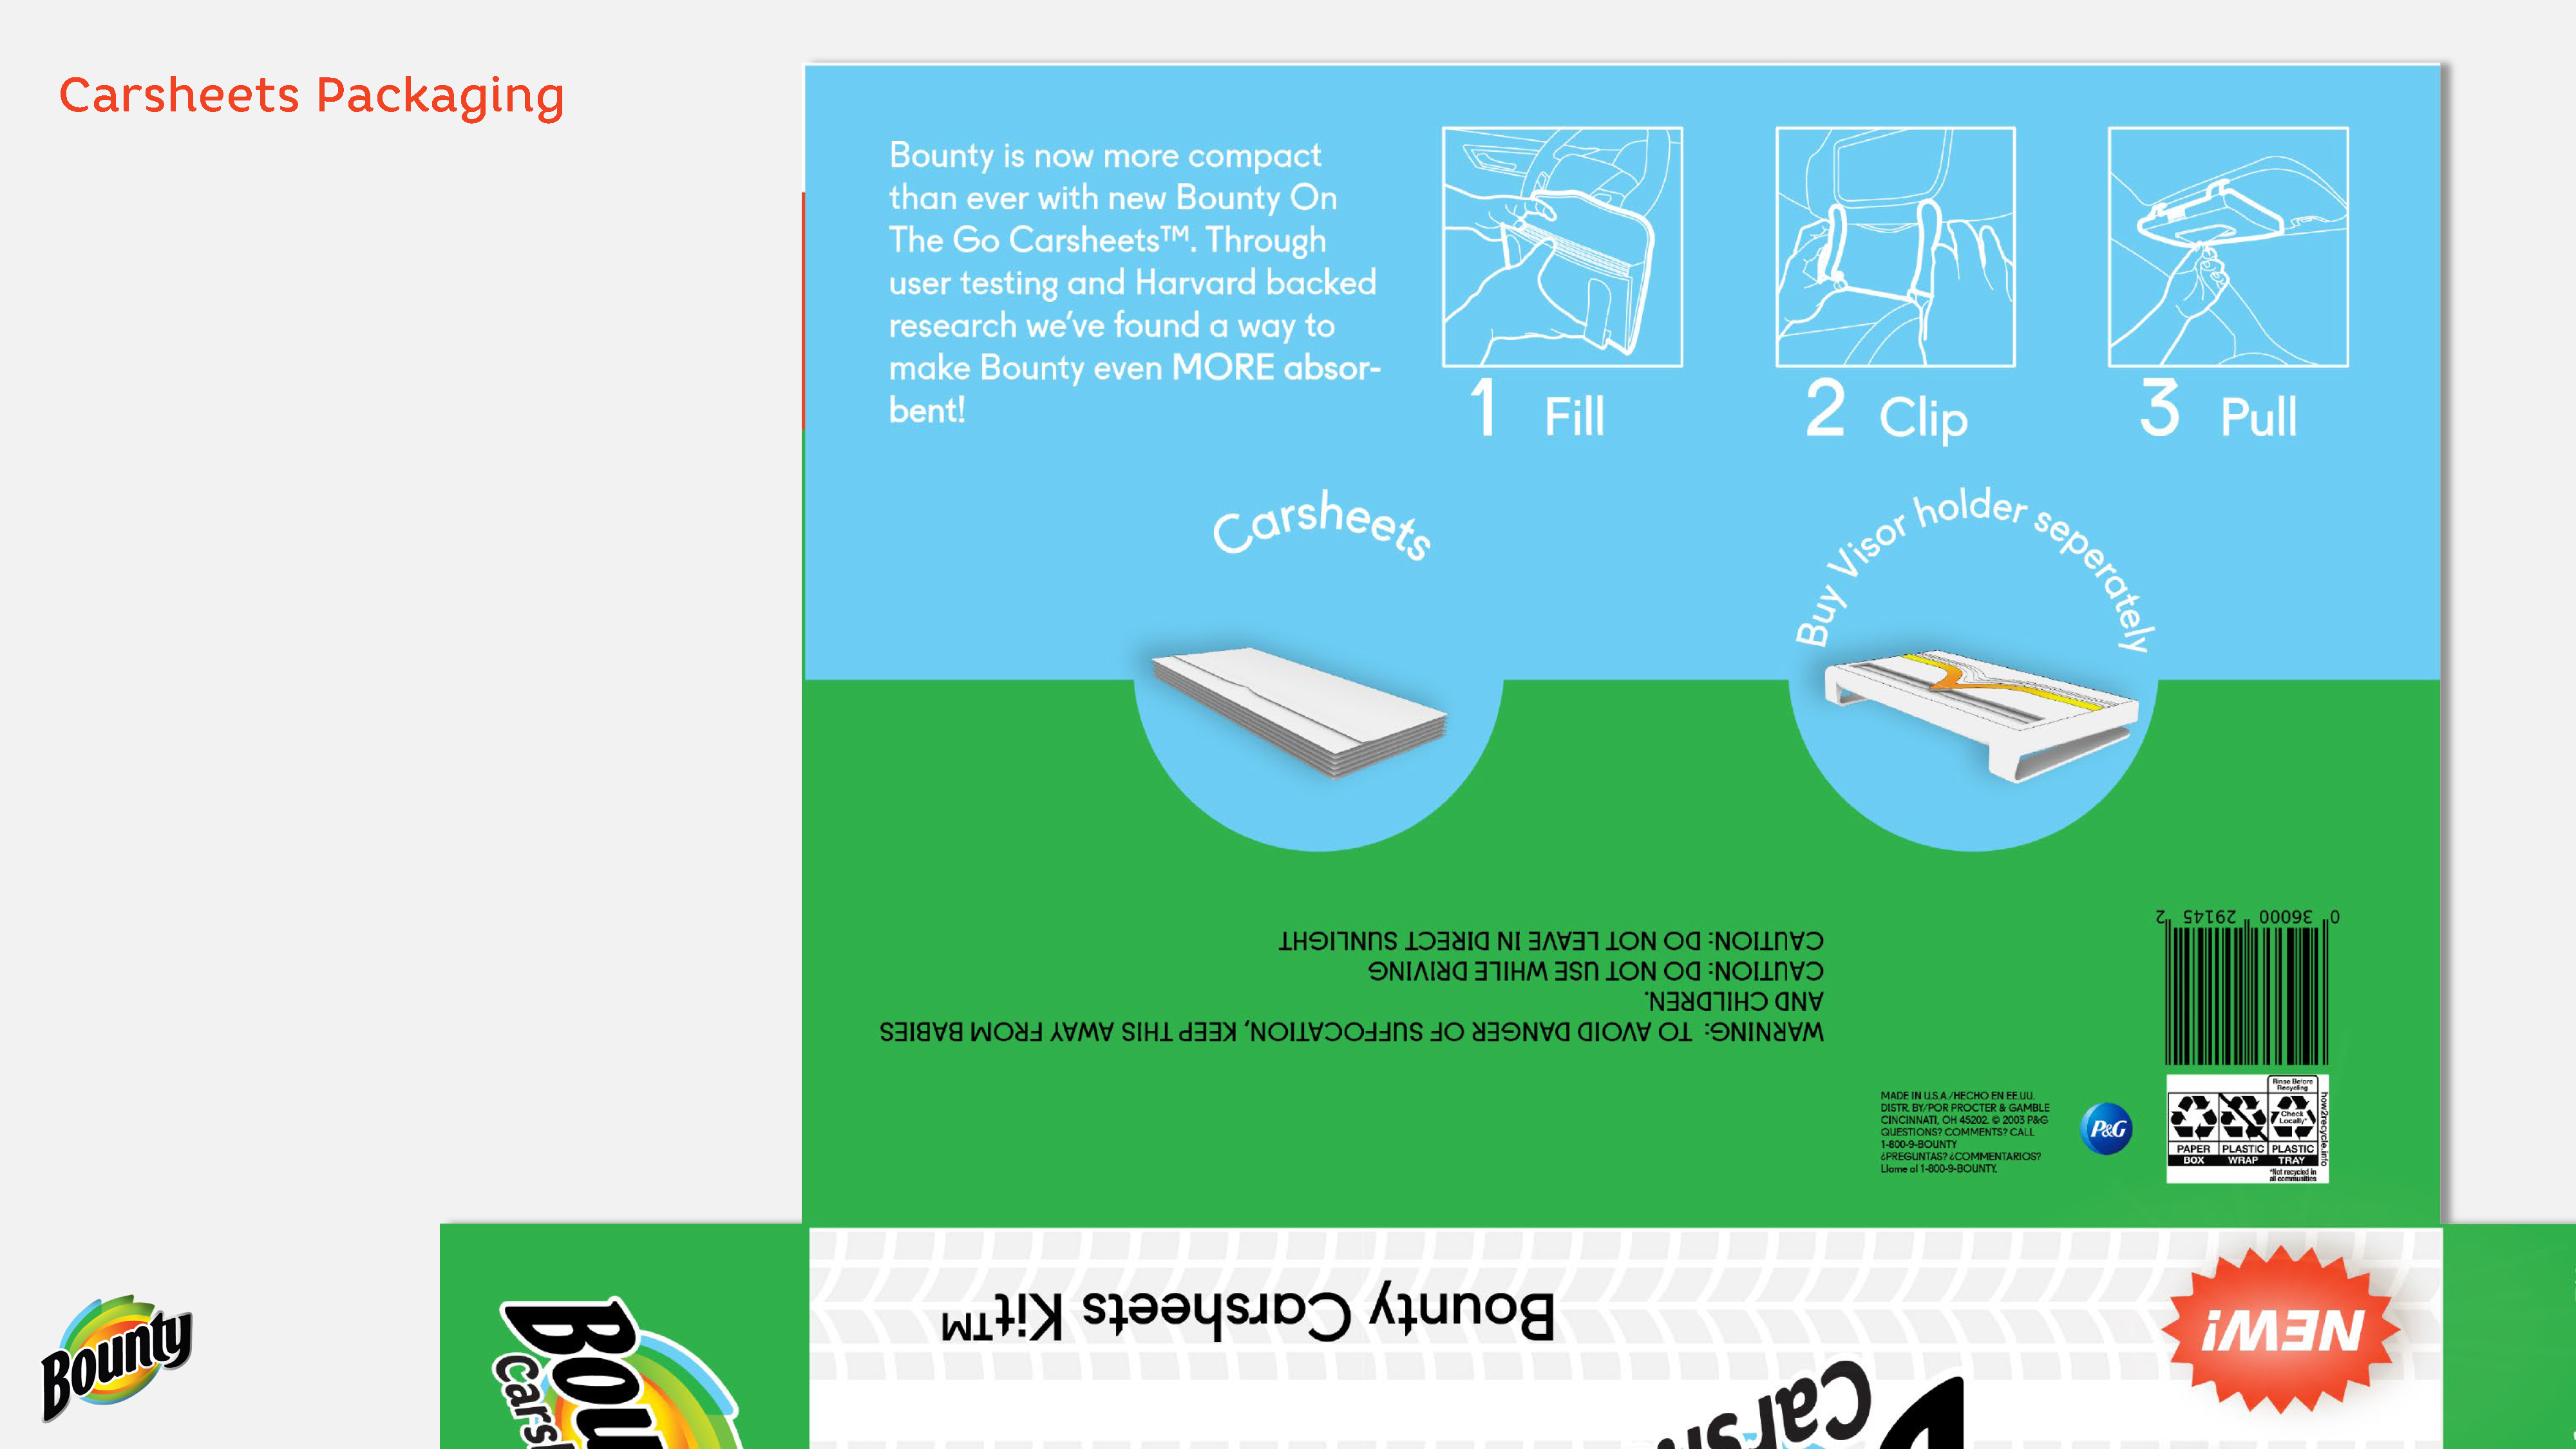 Carsheets Packaging
Bounty is now more compact
than ever with new Bounty On
The Go Carsheets™. Through
user testing and Harvard backed
research we've found a way to
make Bounty even MORE absor-
bent!
1 Fill
2 Clip
3 Pull
Carsheets
Buy Visor holder seperately
WARNING: TO AVOID DANGER OF SUFFOCATION, KEEP THIS AWAY FROM BABIES
AND CHILDREN.
CAUTION: DO NOT USE WHILE DRIVING
CAUTION: DO NOT LEAVE IN DIRECT SUNLIGHT
0 36000 29145 2
MADE IN U.S.A./HECHO EN EE.UU.
DISTR. BY/POR PROCTER & GAMBLE
CINCINNATI, OH 45202. © 2003 P&G
QUESTIONS? COMMENTS? CALL
1-800-9-BOUNTY
¿PREGUNTAS? ¿COMMENTARIOS?
Llame al 1-800-9-BOUNTY.
P&G
Rinse Before
Recycling
Check
Locally*
PAPER PLASTIC PLASTIC
BOX WRAP TRAY
*Not recycled in
all communities
how2recycle.info
Bounty Carsheets Kit™
NEW!
Bounty